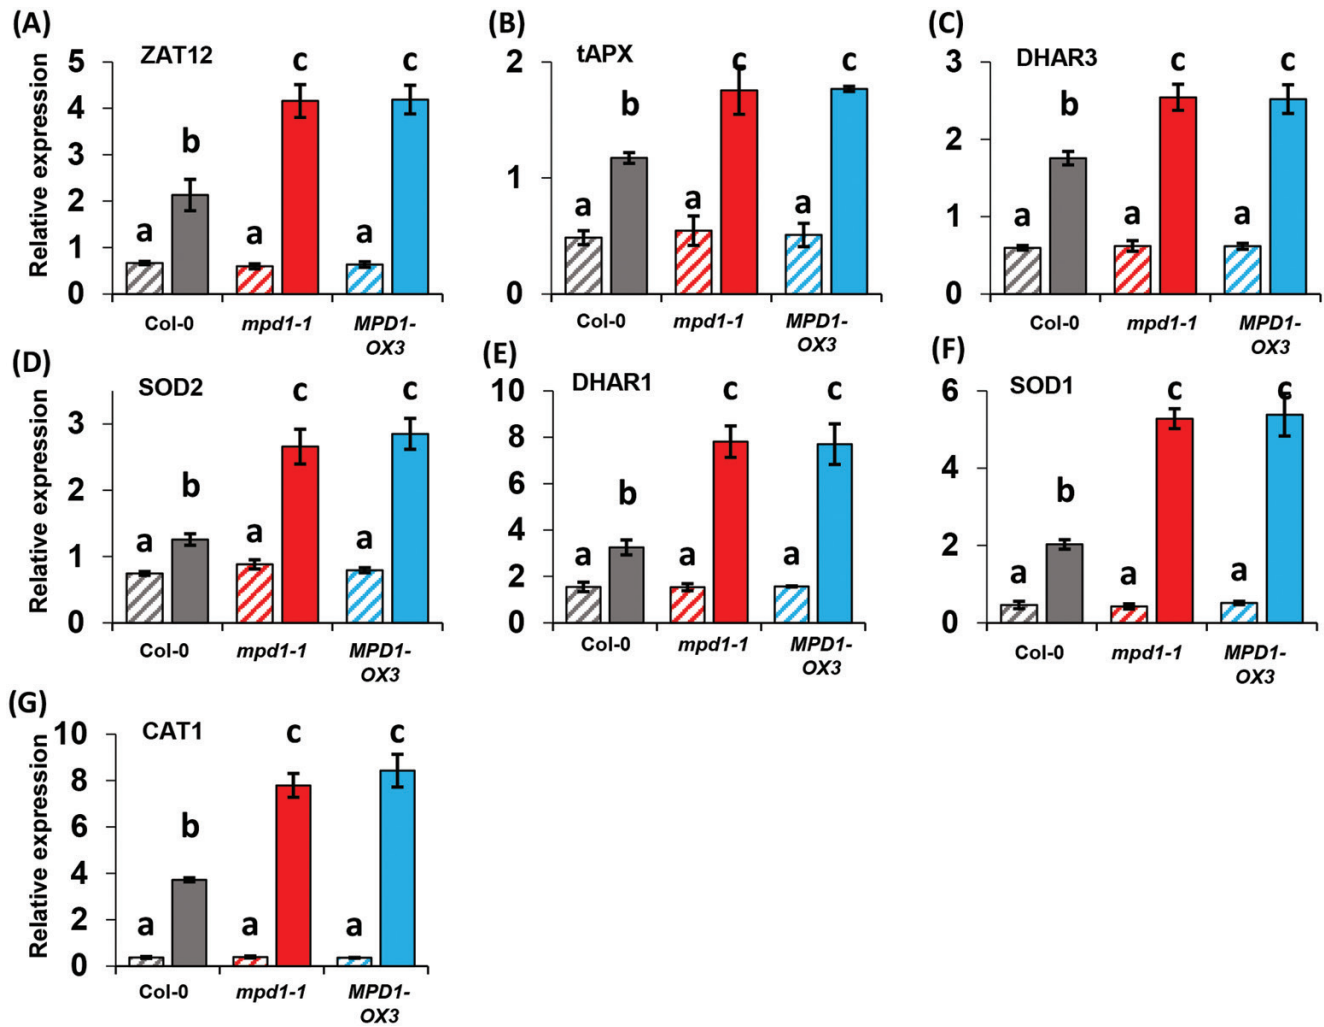 (A)
ZAT12
Relative expression
5
4
3
2
1
0
a
b
a
c
a
c
Col-0
mpd1-1
MPD1-
OX3
(B)
tAPX
2
1
0
a
b
a
c
a
c
Col-0
mpd1-1
MPD1-
OX3
(C)
DHAR3
3
2
1
0
a
b
a
c
a
c
Col-0
mpd1-1
MPD1-
OX3
(D)
SOD2
Relative expression
3
2
1
0
a
b
a
c
a
c
Col-0
mpd1-1
MPD1-
OX3
(E)
DHAR1
10
8
6
4
2
0
a
b
a
c
a
c
Col-0
mpd1-1
MPD1-
OX3
(F)
SOD1
6
4
2
0
a
b
a
c
a
c
Col-0
mpd1-1
MPD1-
OX3
(G)
CAT1
Relative expression
10
8
6
4
2
0
a
b
a
c
a
c
Col-0
mpd1-1
MPD1-
OX3